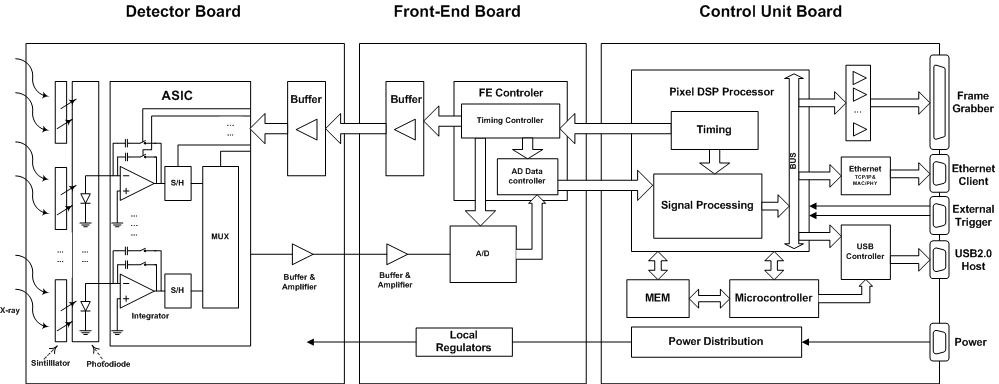 Detector Board
Front-End Board
Control Unit Board
ASIC
Buffer
Buffer
FE Controler
Timing Controller
AD Data
controller
Pixel DSP Processor
Timing
Signal Processing
BUS
...
Frame
Grabber
Ethernet
TCP/IP&
MAC/PHY
Ethernet
Client
External
Trigger
USB
Controller
USB2.0
Host
...
...
S/H
MUX
...
...
...
...
...
...
S/H
Integrator
Buffer &
Amplifier
Buffer &
Amplifier
A/D
MEM
Microcontroller
X-ray
Local
Regulators
Power Distribution
Power
Sintilllator
Photodiode